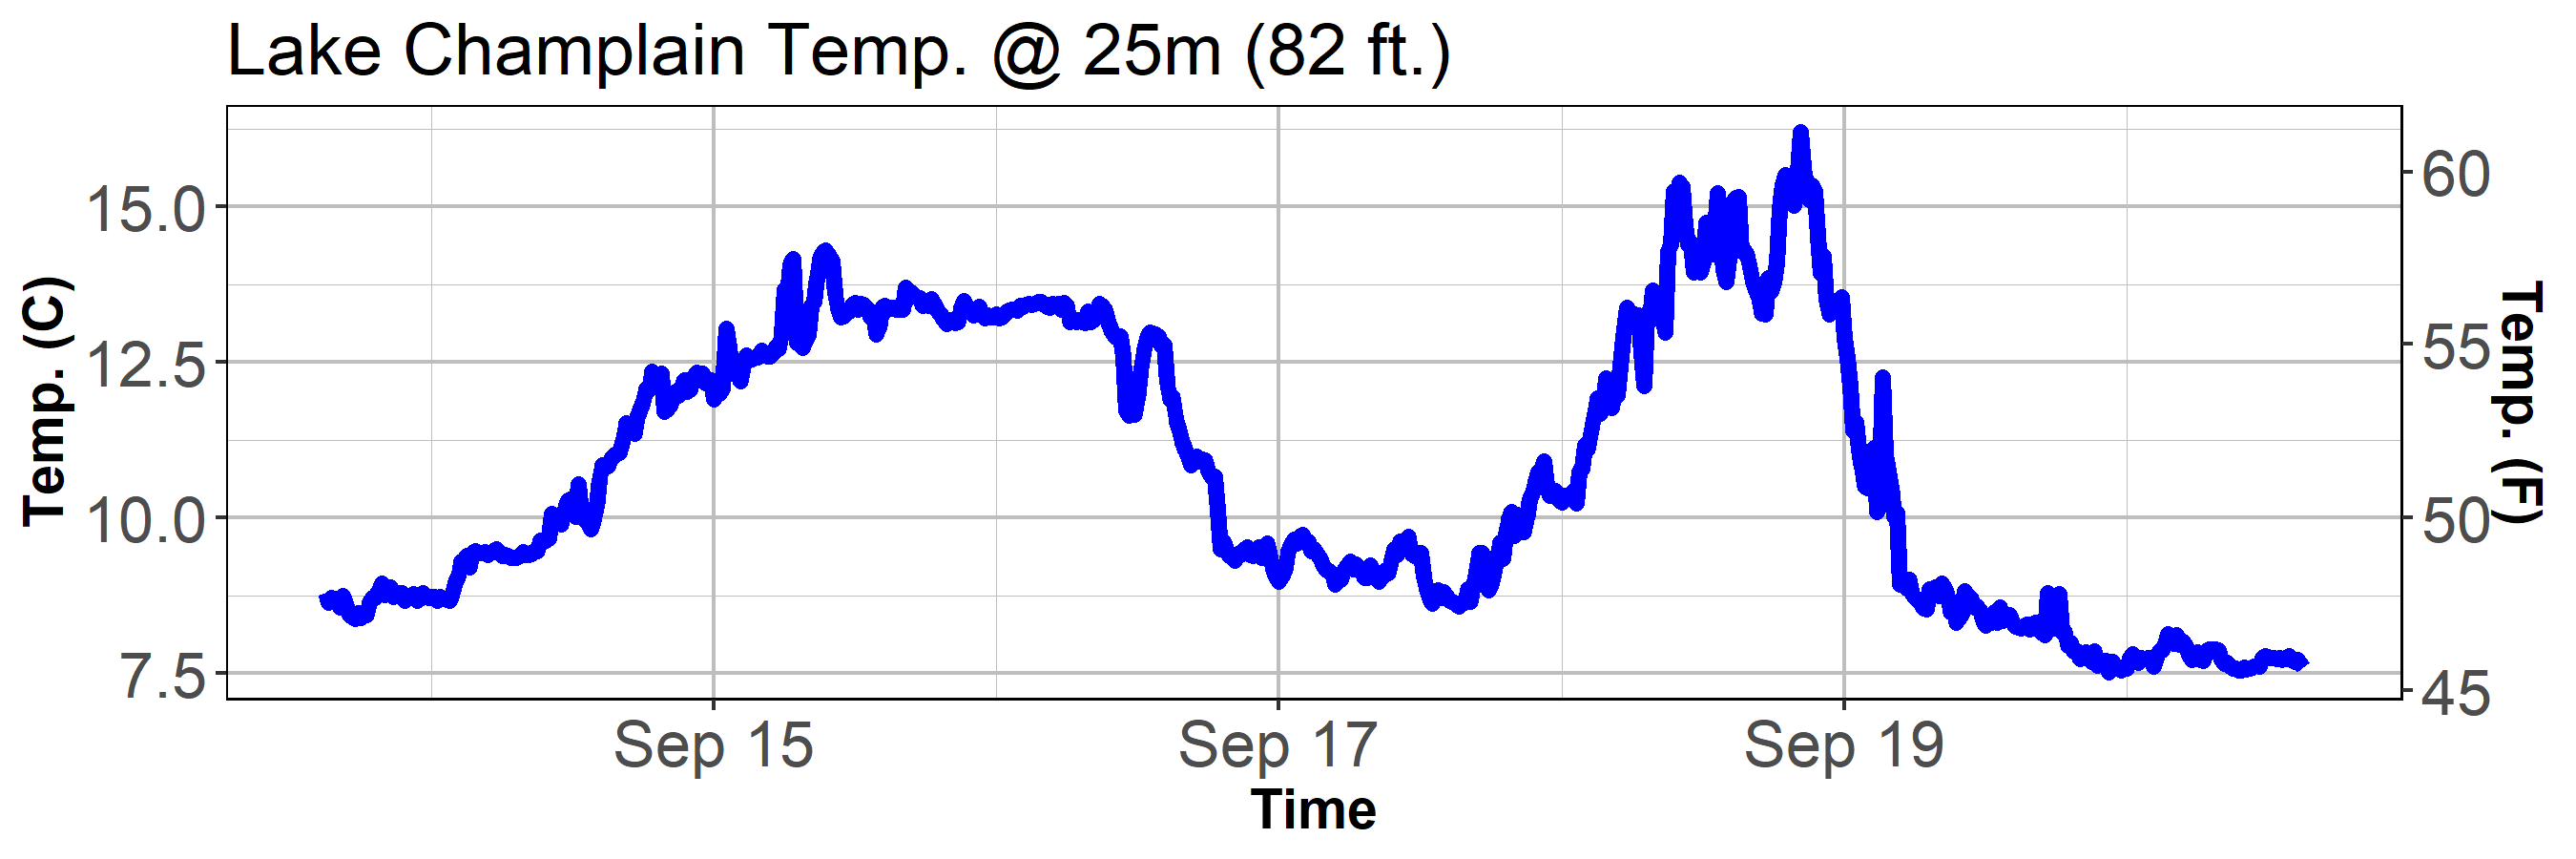 Lake Champlain Temp. @ 25m (82 ft.)
Temp. (C)
15.0
12.5
10.0
7.5
60
55
50
45
Temp. (F)
Sep 15 Sep 17 Sep 19
Time